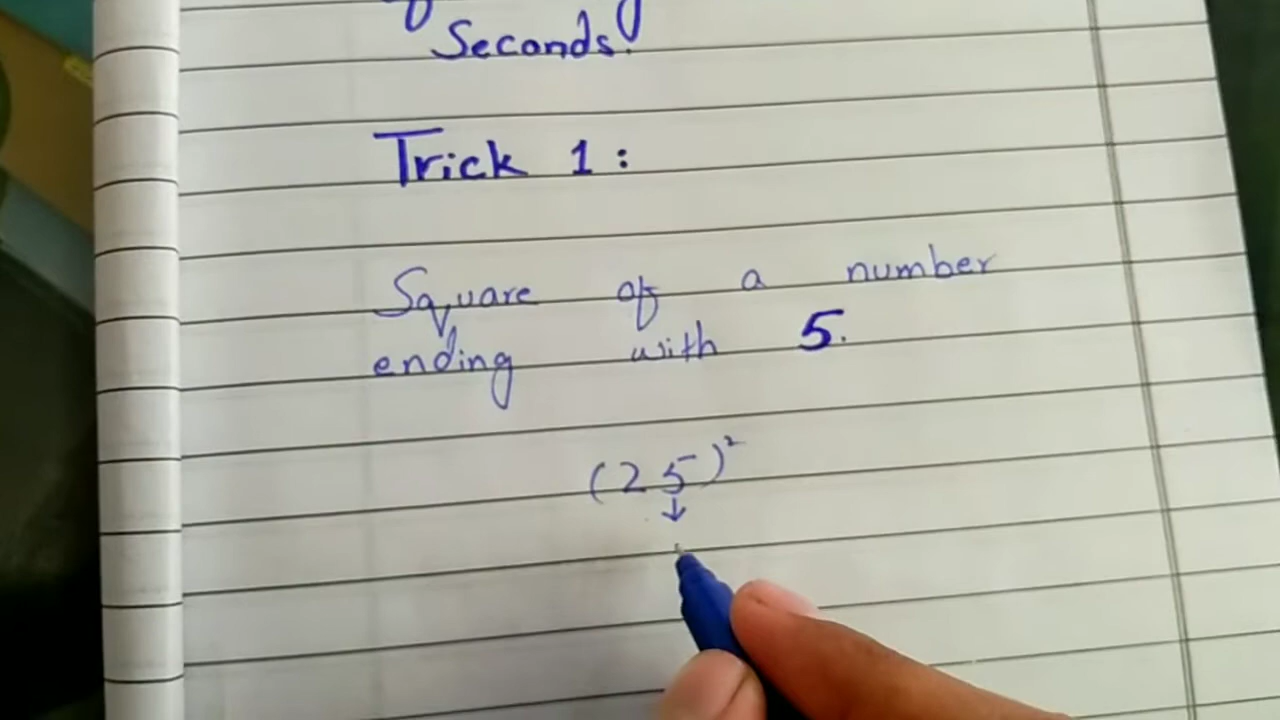 Seconds!
Trick 1:
Square of a number
ending with 5.
(25)²
↓